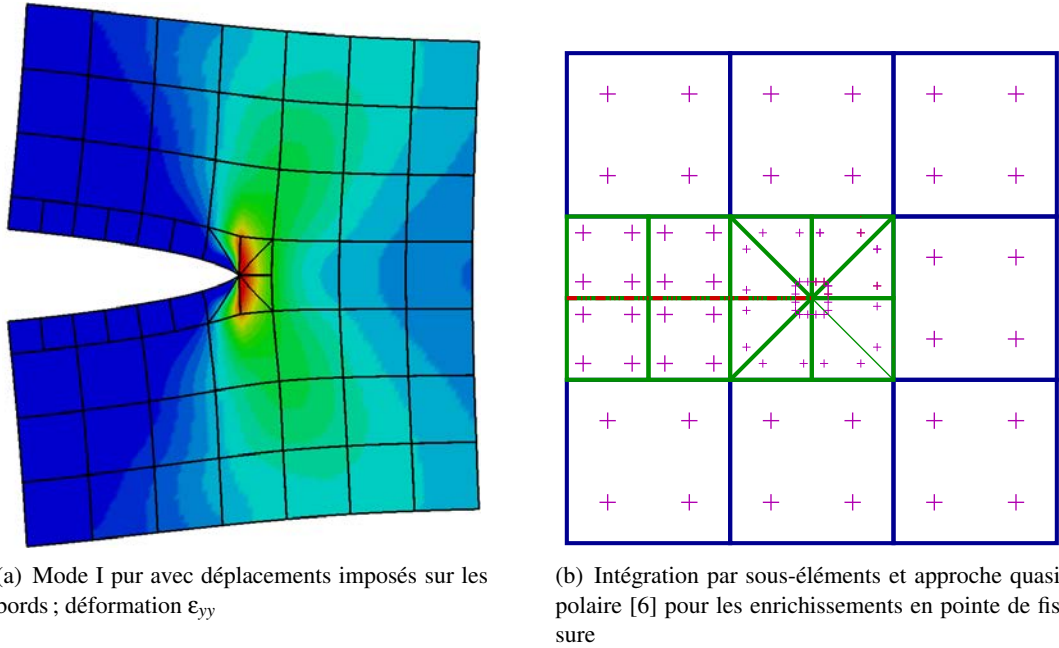 (a) Mode I pur avec déplacements imposés sur les
bords ; déformation εyy
(b) Intégration par sous-éléments et approche quasi
polaire [6] pour les enrichissements en pointe de fis
sure